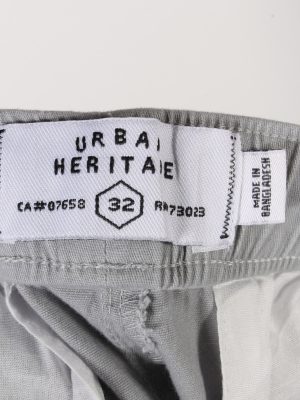 URBAN
HERITAGE
CA#07658 32 RN73023
MADE IN
BANGLADESH